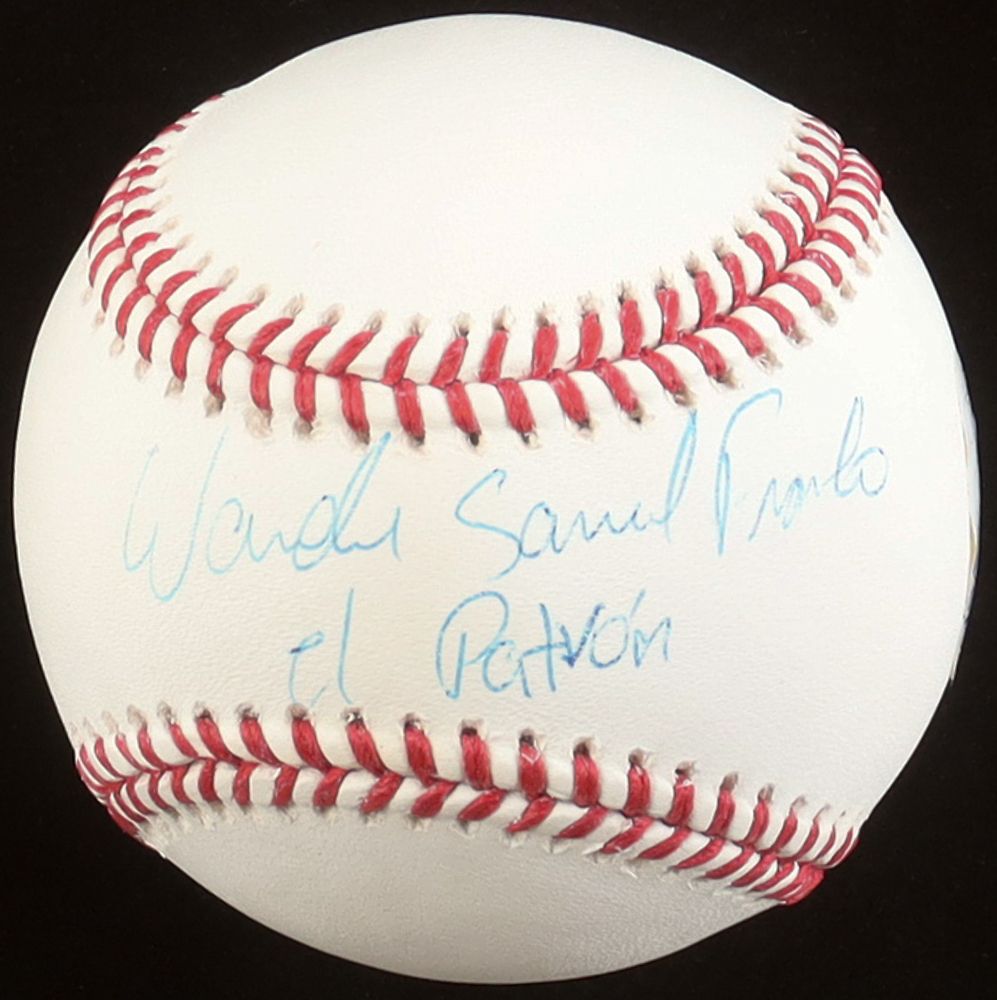 Wander Samuel Franco
el Patrón